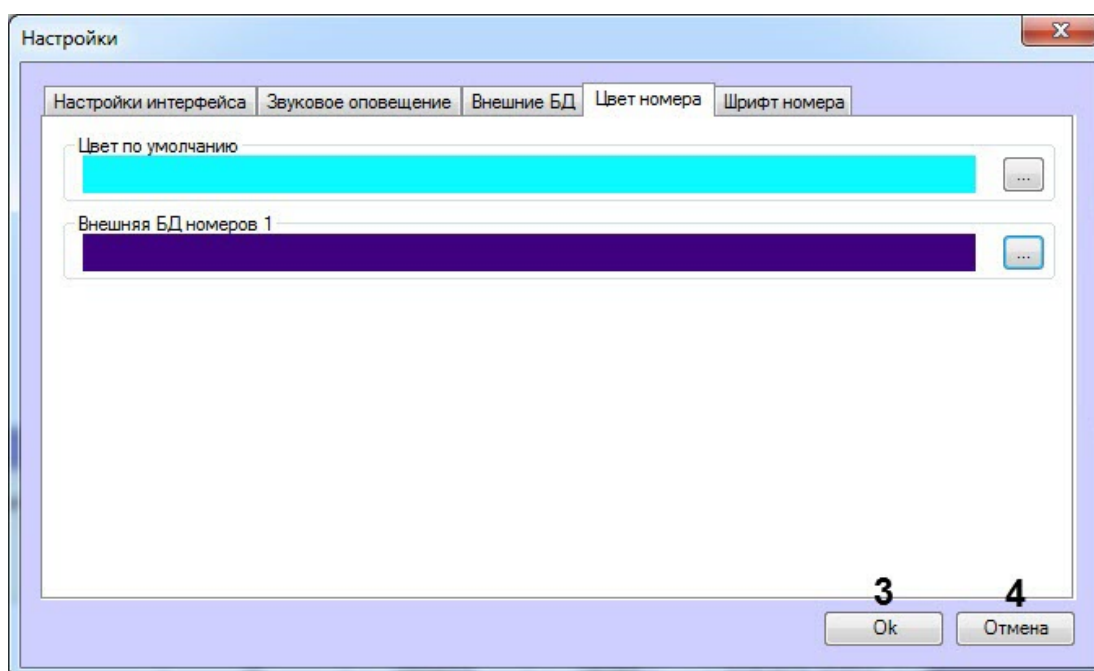 Настройки
Настройки интерфейса Звуковое оповещение Внешние БД Цвет номера Шрифт номера
Цвет по умолчанию
...
Внешняя БД номеров 1
...
3 4
Ok Отмена